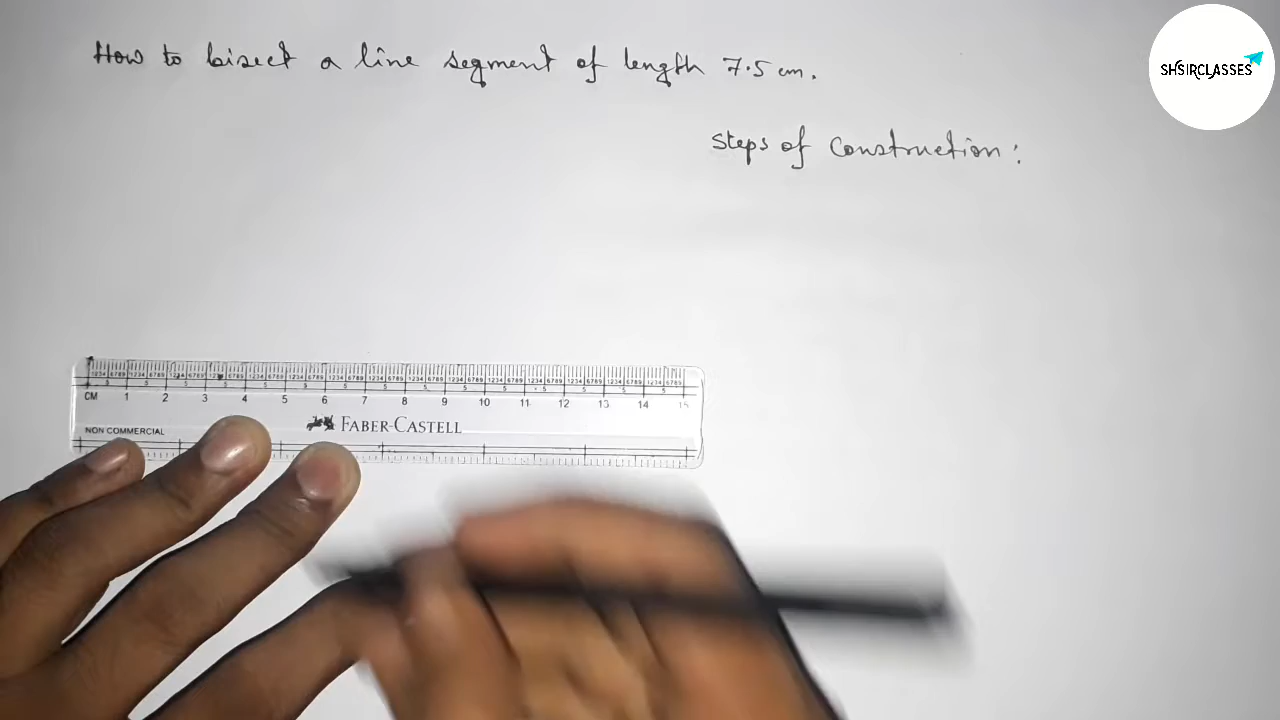 How to bisect a line segment of length 7.5 cm.
SHSIRCLASSES
Steps of construction:
CM 1 2 3 4 5 6 7 8 9 10 11 12 13 14 15
FABER-CASTELL
NON COMMERCIAL